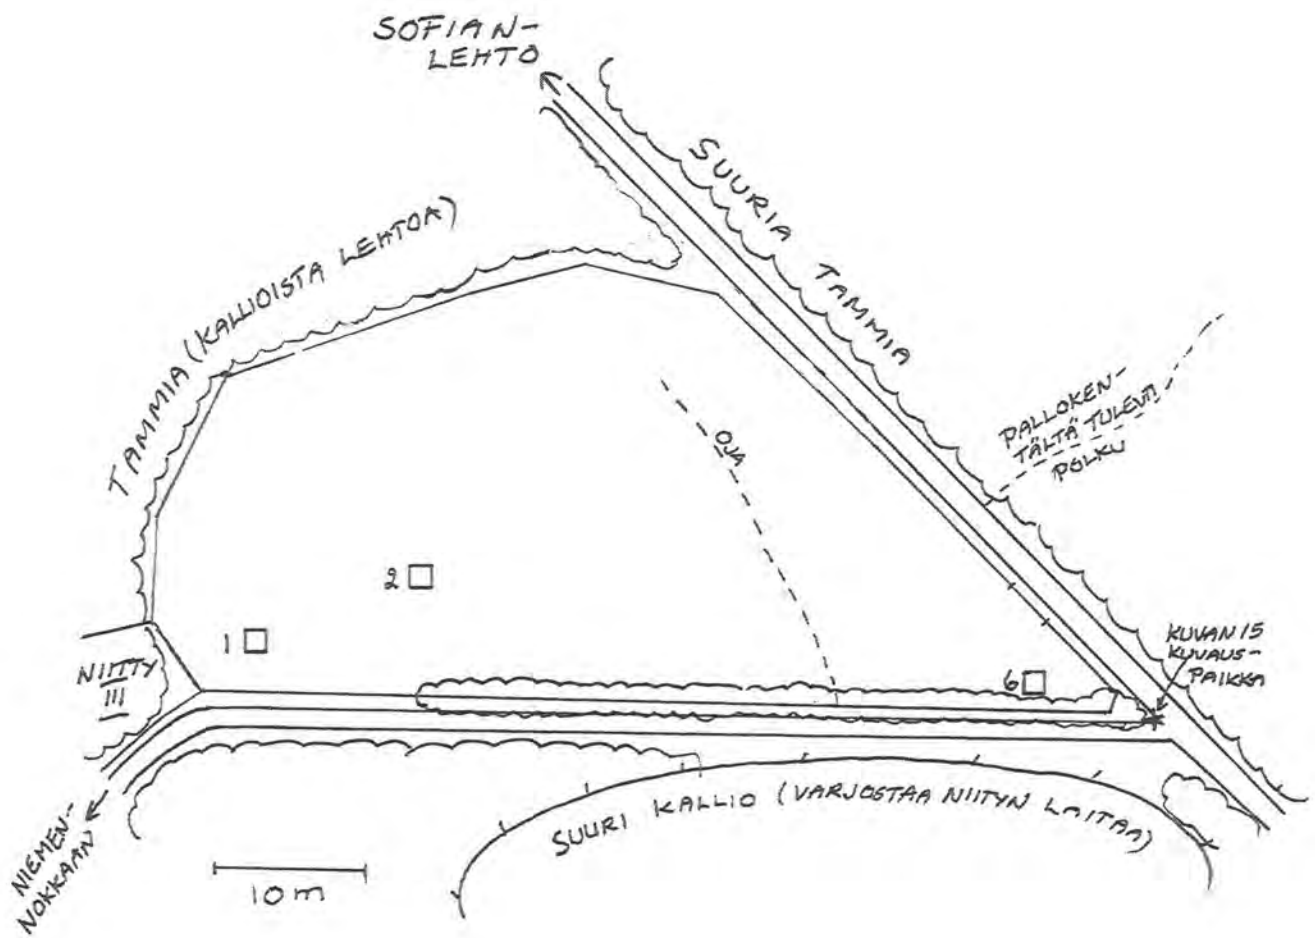 SOFIAN-
LEHTO
SUURIA TAMMIA
TAMMIA (KALLIOISTA LEHTOA)
PALLOKEN-
TÄLTÄ TULEVA
POLKU
OJA
2
1
6
KUVAN 15
KUVAUS-
PAIKKA
NIITTY
III
NIEMEN-
NOKKAAN
SUURI KALLIO (VARJOSTAA NIITYN LAITAA)
10 m